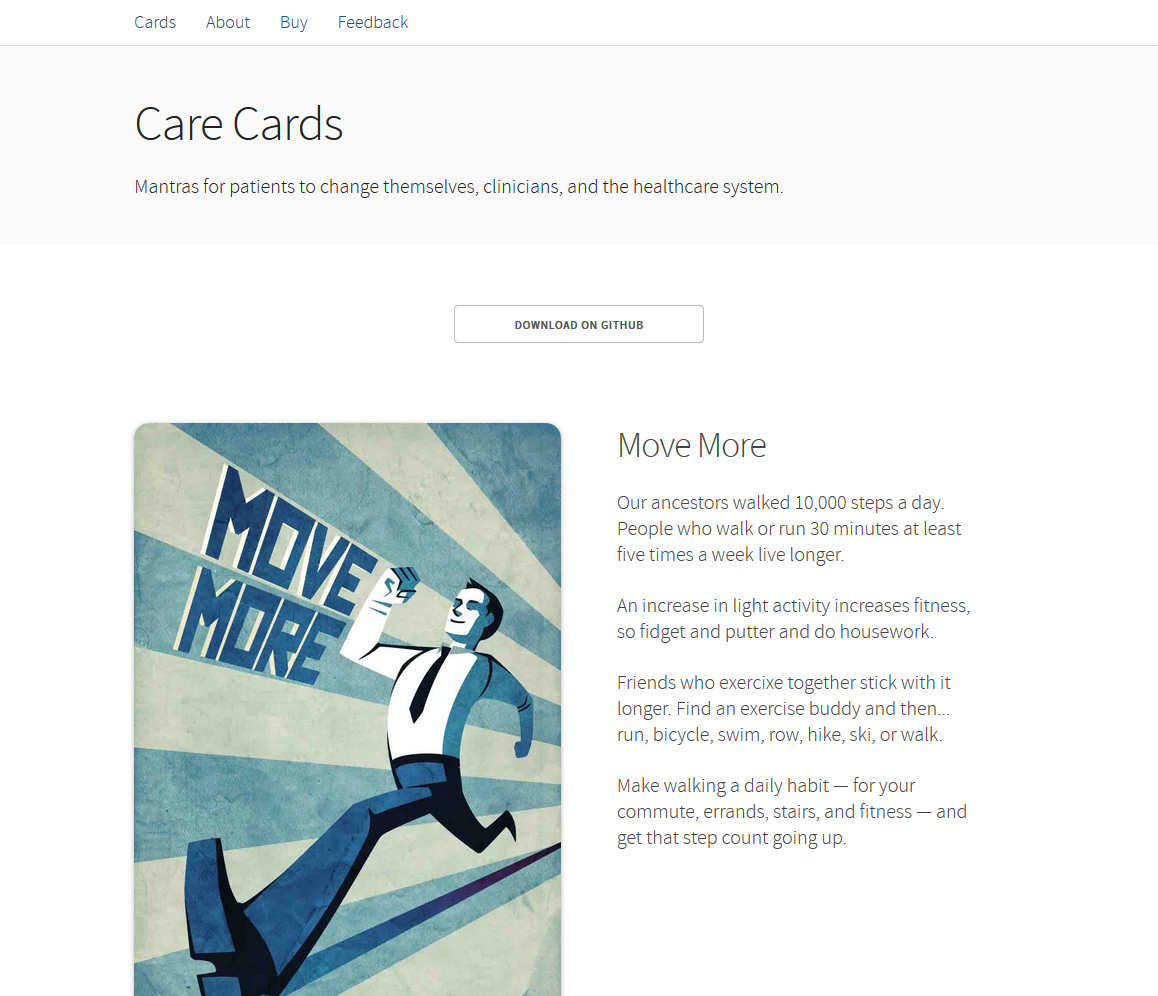 Cards About Buy Feedback
Care Cards
Mantras for patients to change themselves, clinicians, and the healthcare system.
DOWNLOAD ON GITHUB
MOVE
MORE
Move More
Our ancestors walked 10,000 steps a day.
People who walk or run 30 minutes at least
five times a week live longer.
An increase in light activity increases fitness,
so fidget and putter and do housework.
Friends who exercixe together stick with it
longer. Find an exercise buddy and then...
run, bicycle, swim, row, hike, ski, or walk.
Make walking a daily habit — for your
commute, errands, stairs, and fitness — and
get that step count going up.